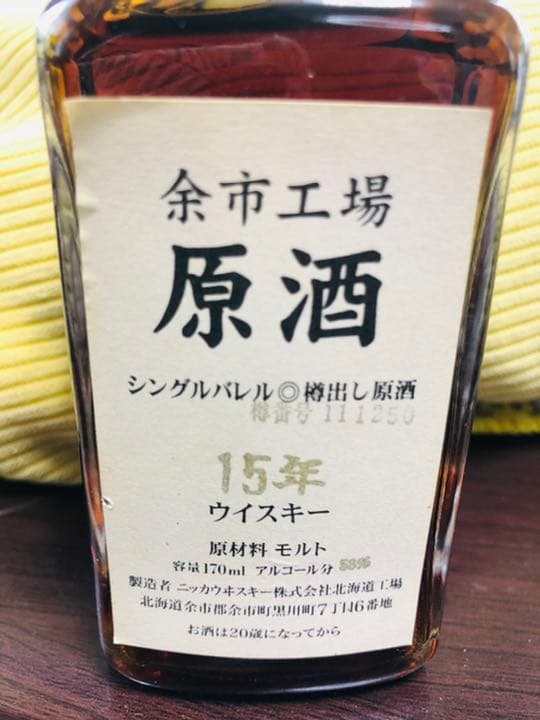 余市工場
原酒
シングルバレル◎樽出し原酒
樽番号 111250
15年
ウイスキー
原材料 モルト
容量170ml アルコール分
製造者 ニッカウヰスキー株式会社北海道工場
北海道余市郡余市町黒川町7丁目6番地
お酒は20歳になってから